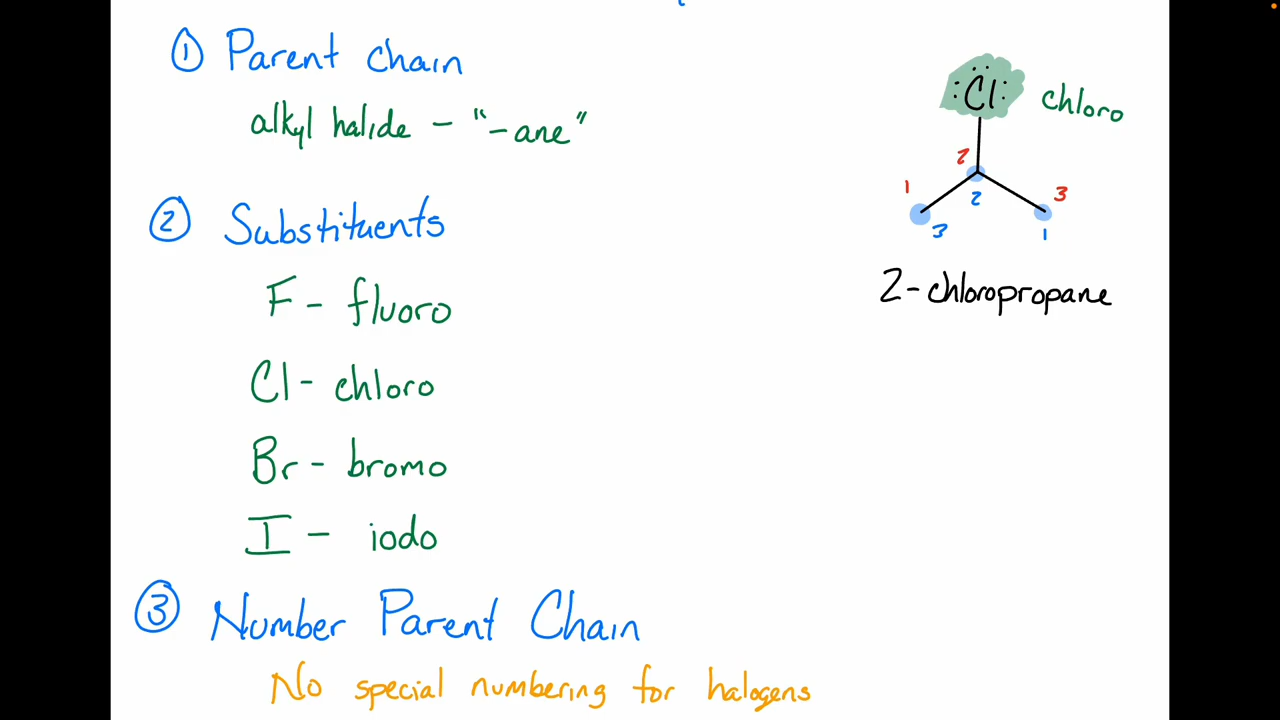 ① Parent chain
alkyl halide - "-ane"
② Substituents
F - fluoro
Cl - chloro
Br - bromo
I - iodo
③ Number Parent Chain
No special numbering for halogens
Cl chloro
2
1 3
2
3 1
2-chloropropane